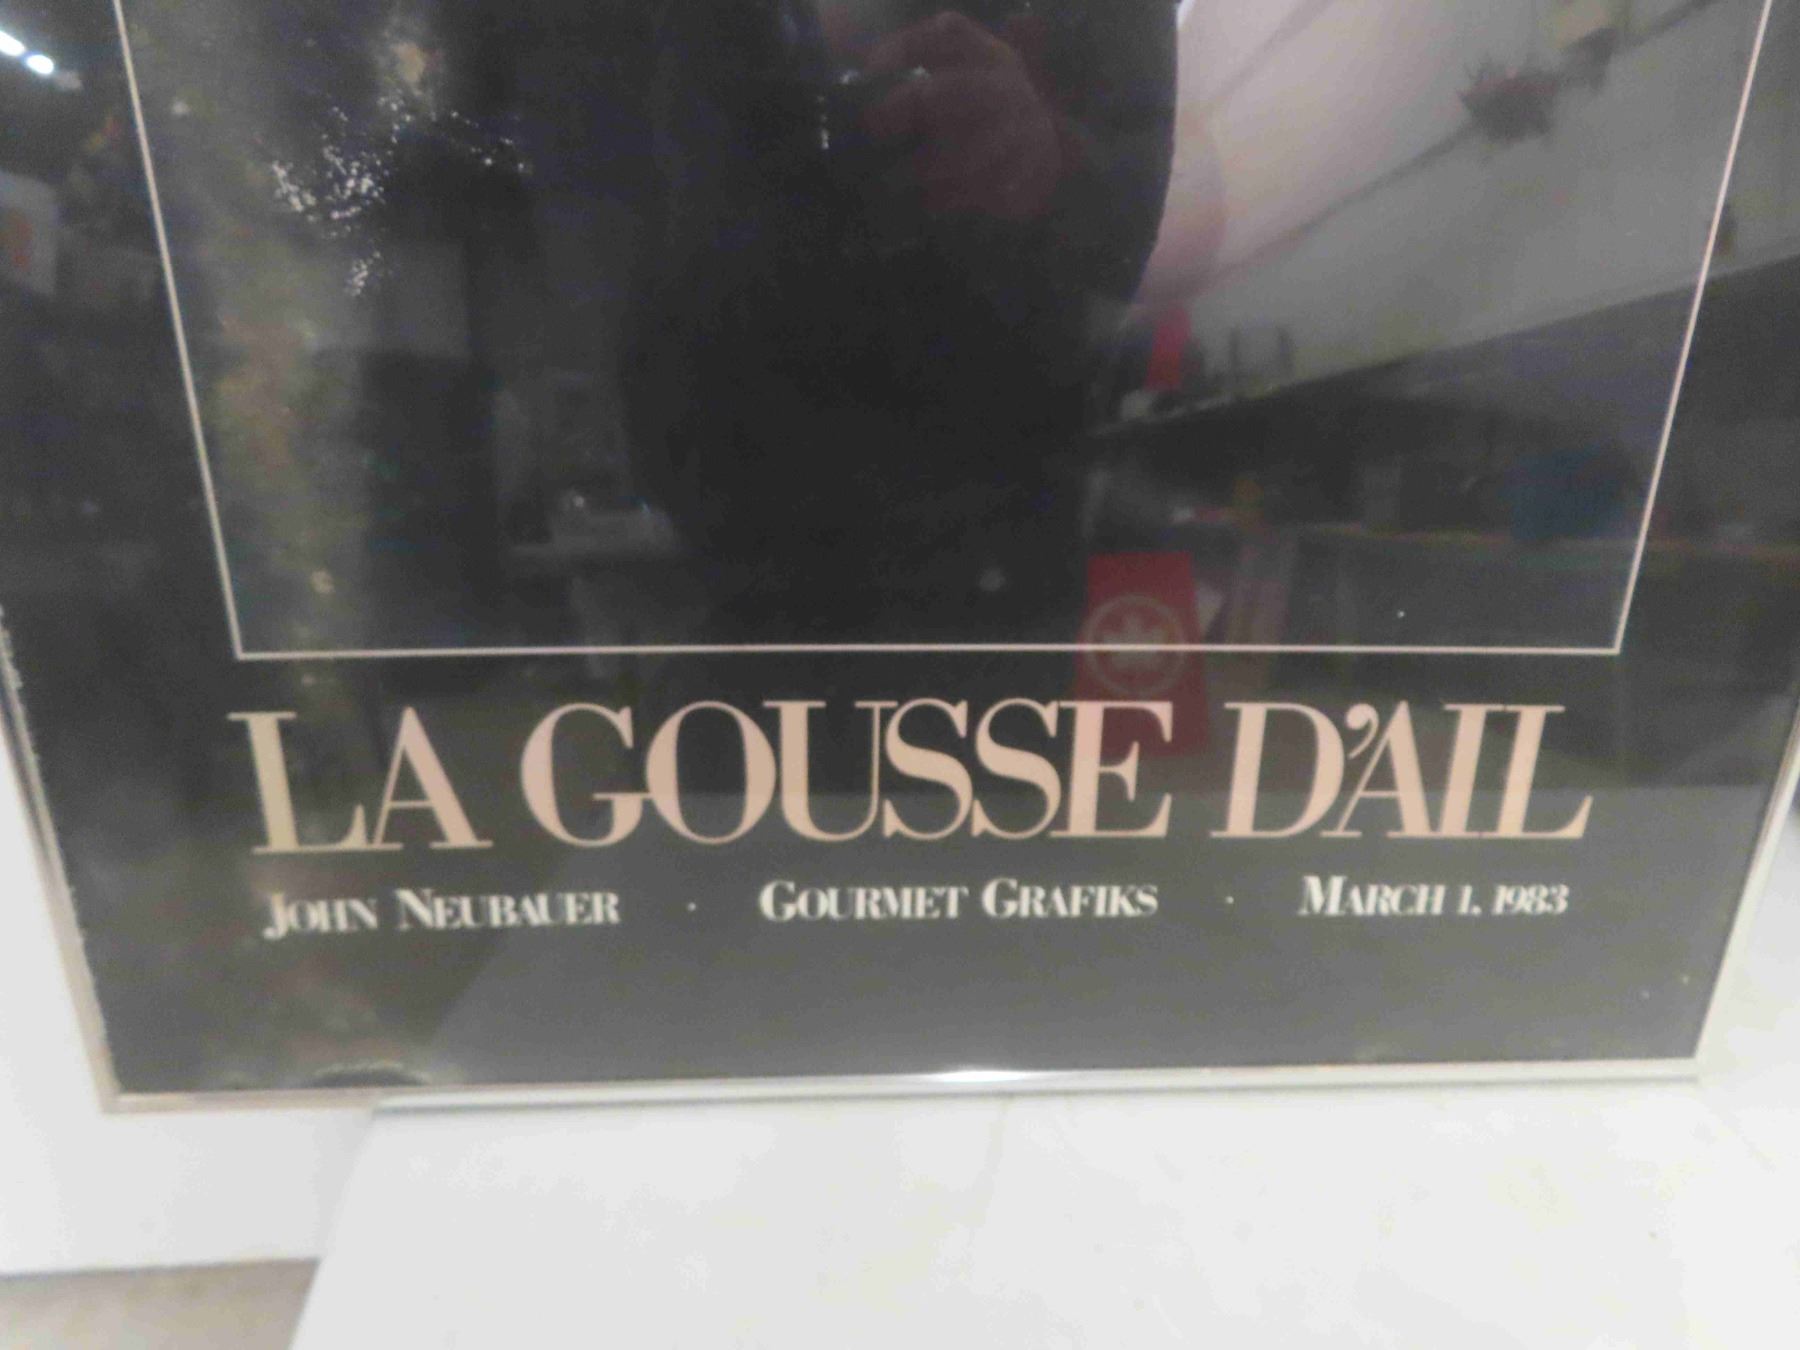 LA GOUSSE D'AIL
JOHN NEUBAUER · GOURMET GRAFIKS · MARCH 1, 1983